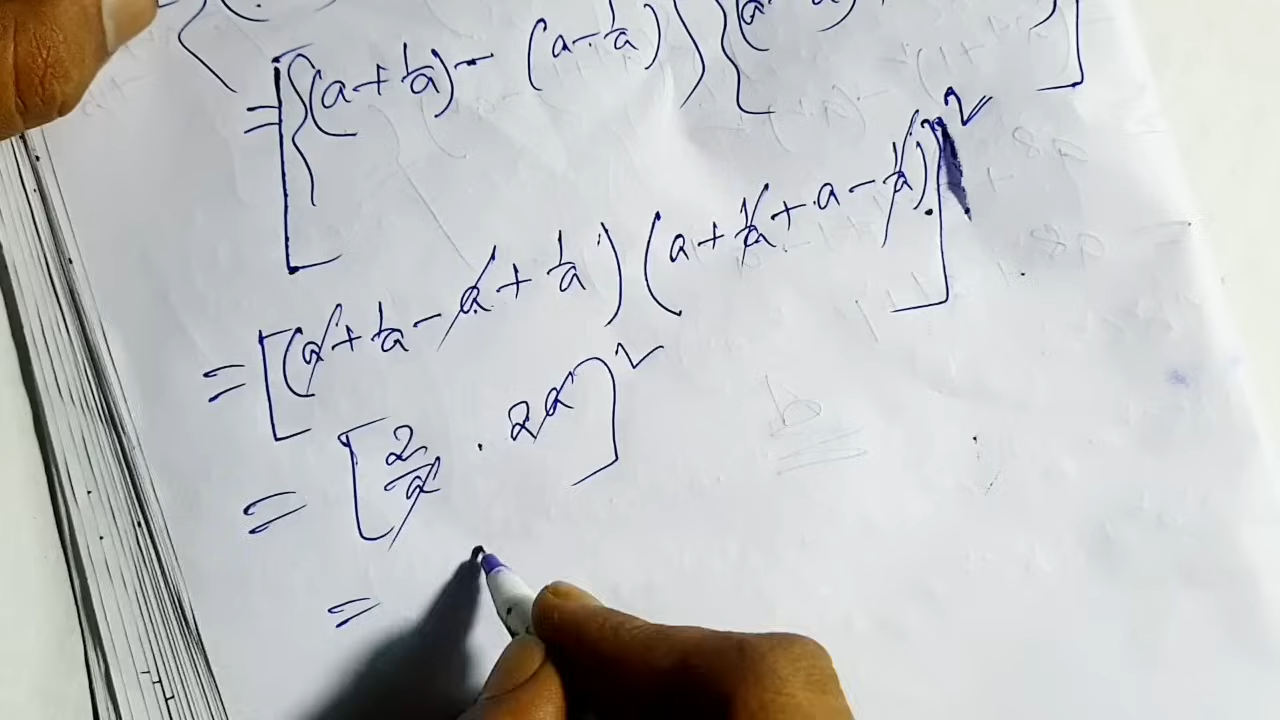 = [{(a + 1/a) - (a - 1/a)} {(a
= [(a + 1/a - a + 1/a) (a + 1/a + a - 1/a)]²
= [2/a . 2a]²
=